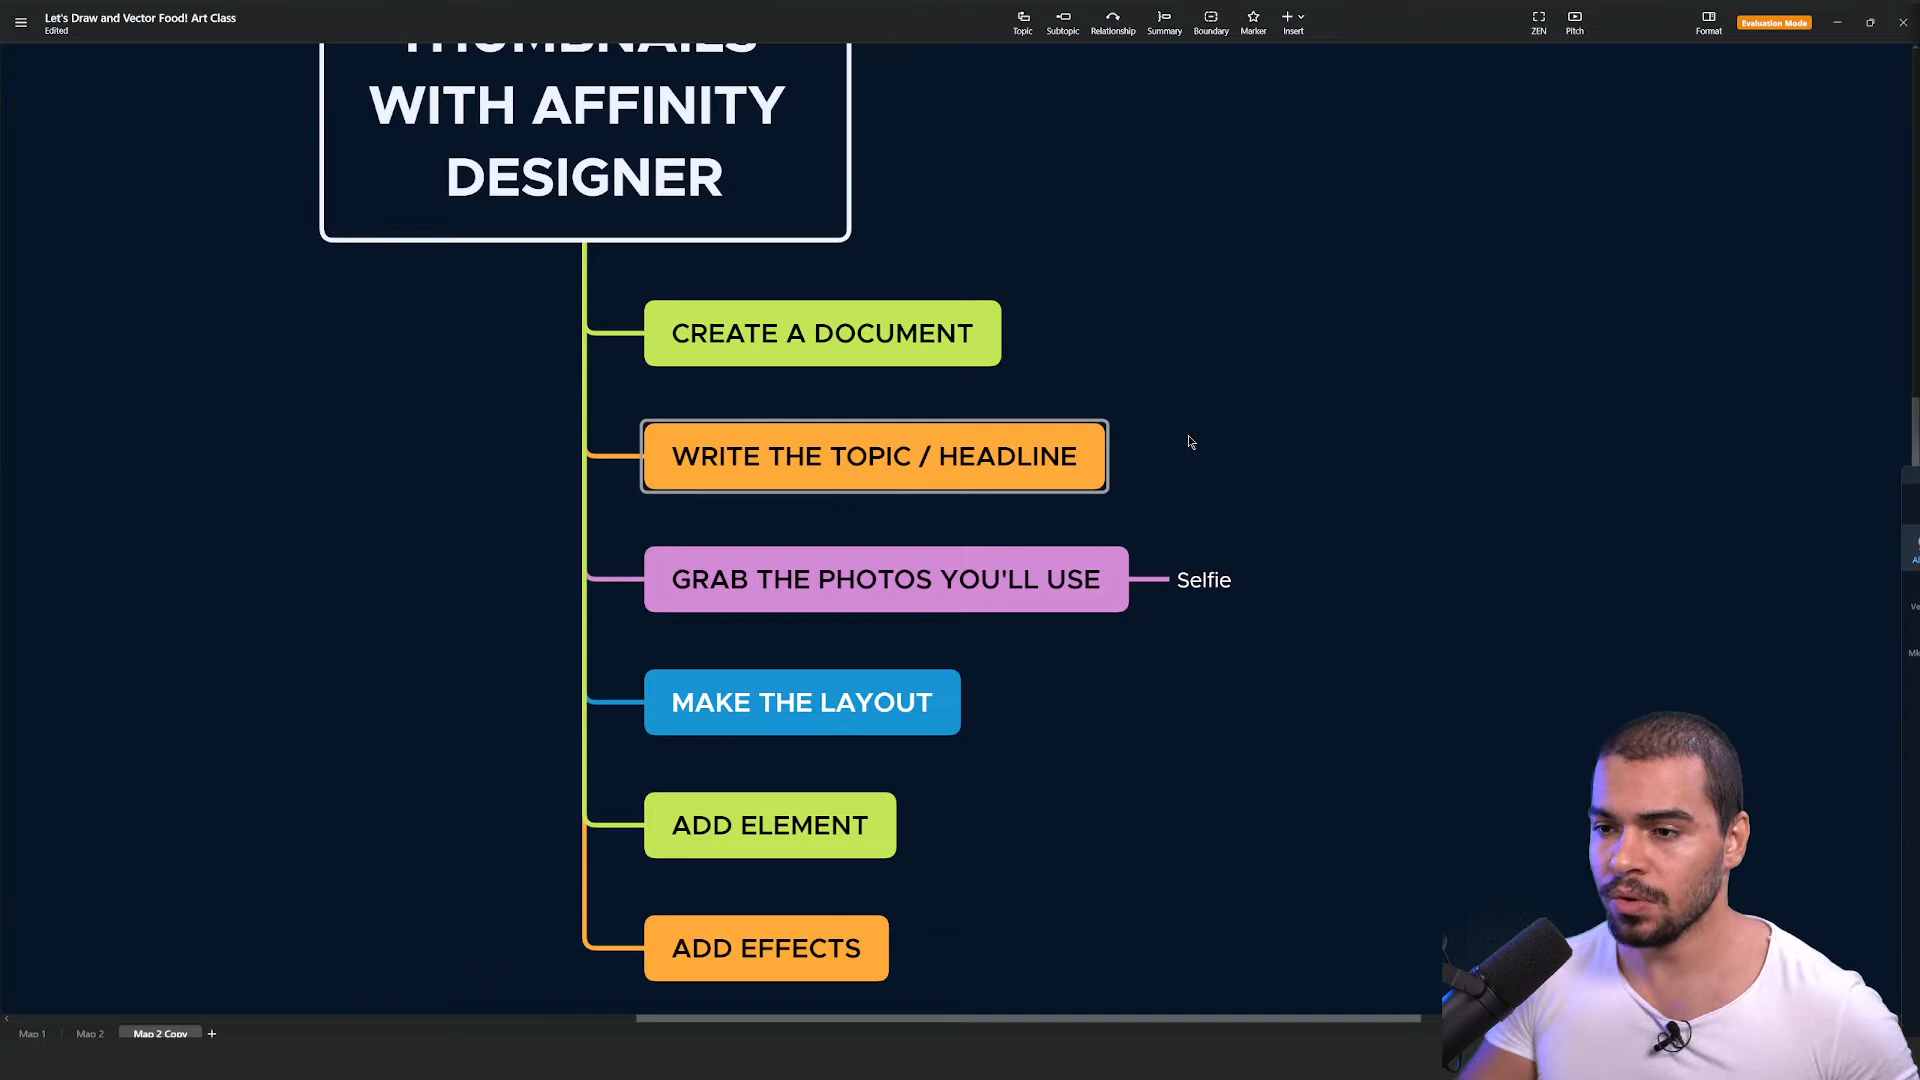 Let's Draw and Vector Food! Art Class
Edited
Topic
Subtopic
Relationship
Summary
Boundary
Marker
Insert
ZEN
Pitch
Format
Evaluation Mode
THUMBNAILS
WITH AFFINITY
DESIGNER
CREATE A DOCUMENT
WRITE THE TOPIC / HEADLINE
GRAB THE PHOTOS YOU'LL USE
Selfie
MAKE THE LAYOUT
ADD ELEMENT
ADD EFFECTS
Map 1
Map 2
Map 2 Copy